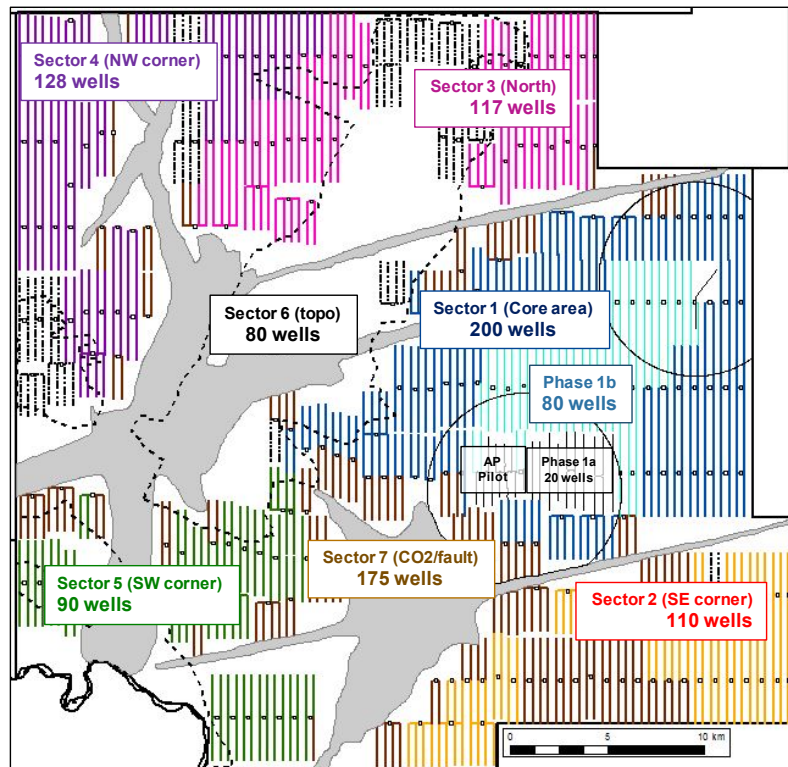 Sector 4 (NW corner)
128 wells
Sector 3 (North)
117 wells
Sector 6 (topo)
80 wells
Sector 1 (Core area)
200 wells
Phase 1b
80 wells
AP
Pilot
Phase 1a
20 wells
Sector 7 (CO2/fault)
175 wells
Sector 5 (SW corner)
90 wells
Sector 2 (SE corner)
110 wells
0 5 10 km